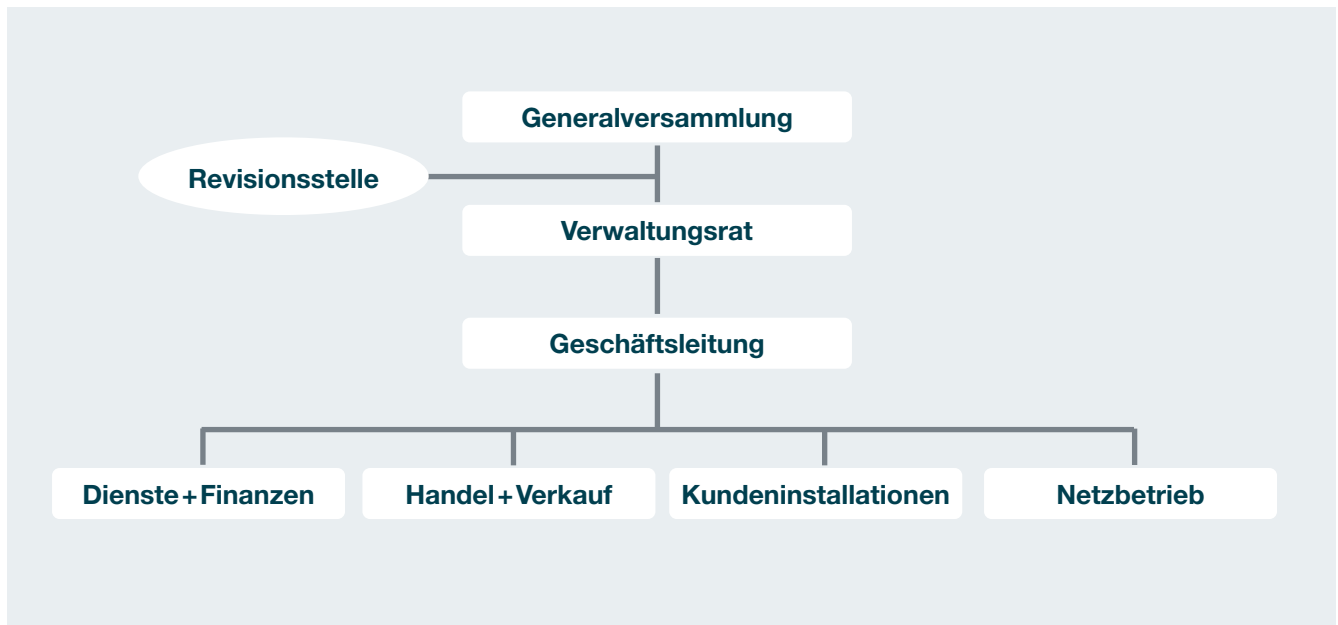 Generalversammlung
Revisionsstelle
Verwaltungsrat
Geschäftsleitung
Dienste+Finanzen
Handel+Verkauf
Kundeninstallationen
Netzbetrieb